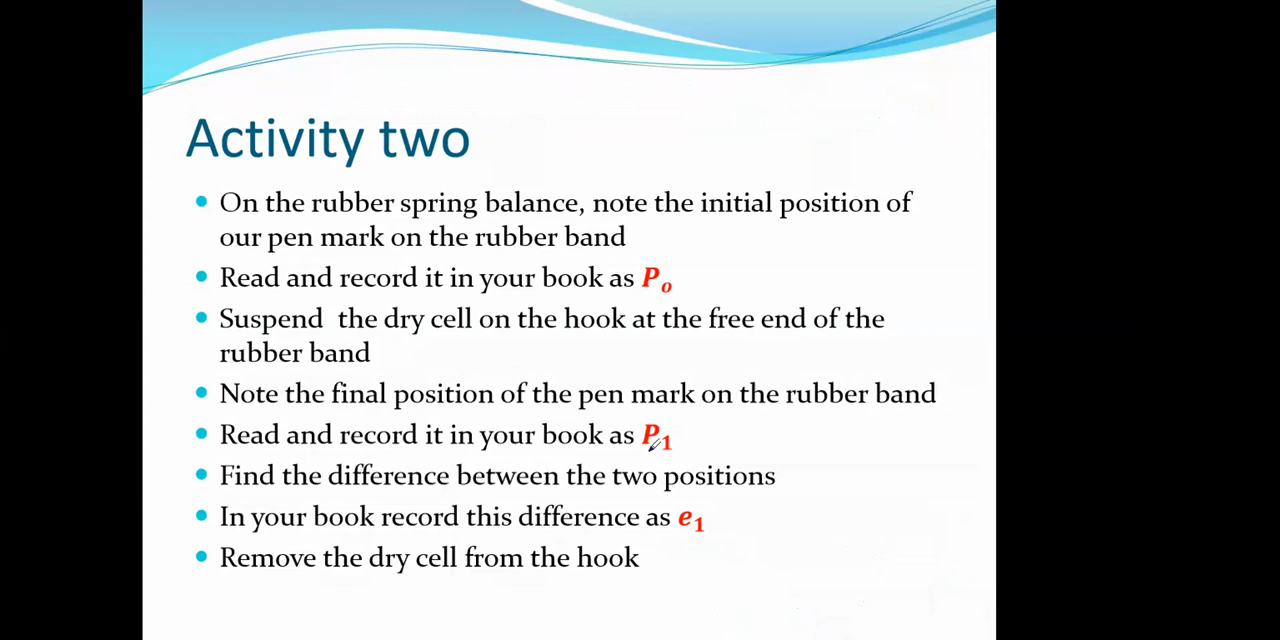 Activity two
• On the rubber spring balance, note the initial position of
our pen mark on the rubber band
• Read and record it in your book as Pₒ
• Suspend the dry cell on the hook at the free end of the
rubber band
• Note the final position of the pen mark on the rubber band
• Read and record it in your book as P₁
• Find the difference between the two positions
• In your book record this difference as e₁
• Remove the dry cell from the hook